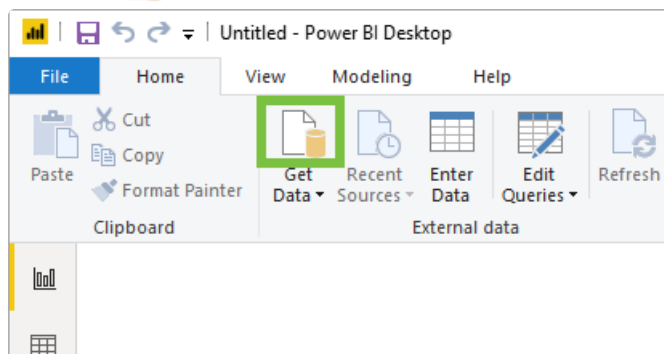 Untitled - Power BI Desktop
File Home View Modeling Help
Paste
Cut
Copy
Format Painter
Get Data
Recent Sources
Enter Data
Edit Queries
Refresh
Clipboard External data